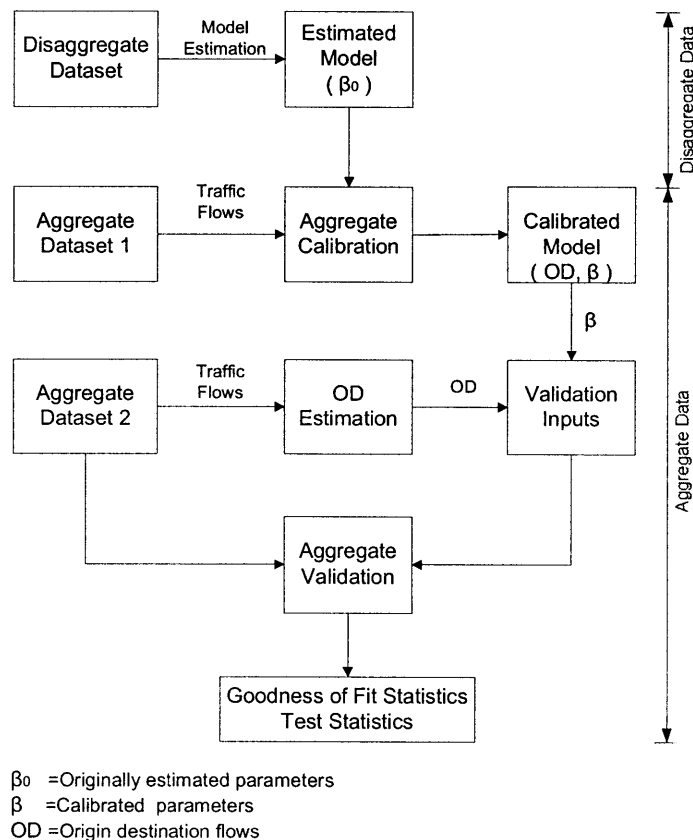 Disaggregate
Dataset
Model
Estimation
Estimated
Model
( β₀ )
Disaggregate Data
Aggregate
Dataset 1
Traffic
Flows
Aggregate
Calibration
Calibrated
Model
( OD, β )
β
Aggregate
Dataset 2
Traffic
Flows
OD
Estimation
OD
Validation
Inputs
Aggregate Data
Aggregate
Validation
Goodness of Fit Statistics
Test Statistics
β₀ =Originally estimated parameters
β =Calibrated parameters
OD =Origin destination flows